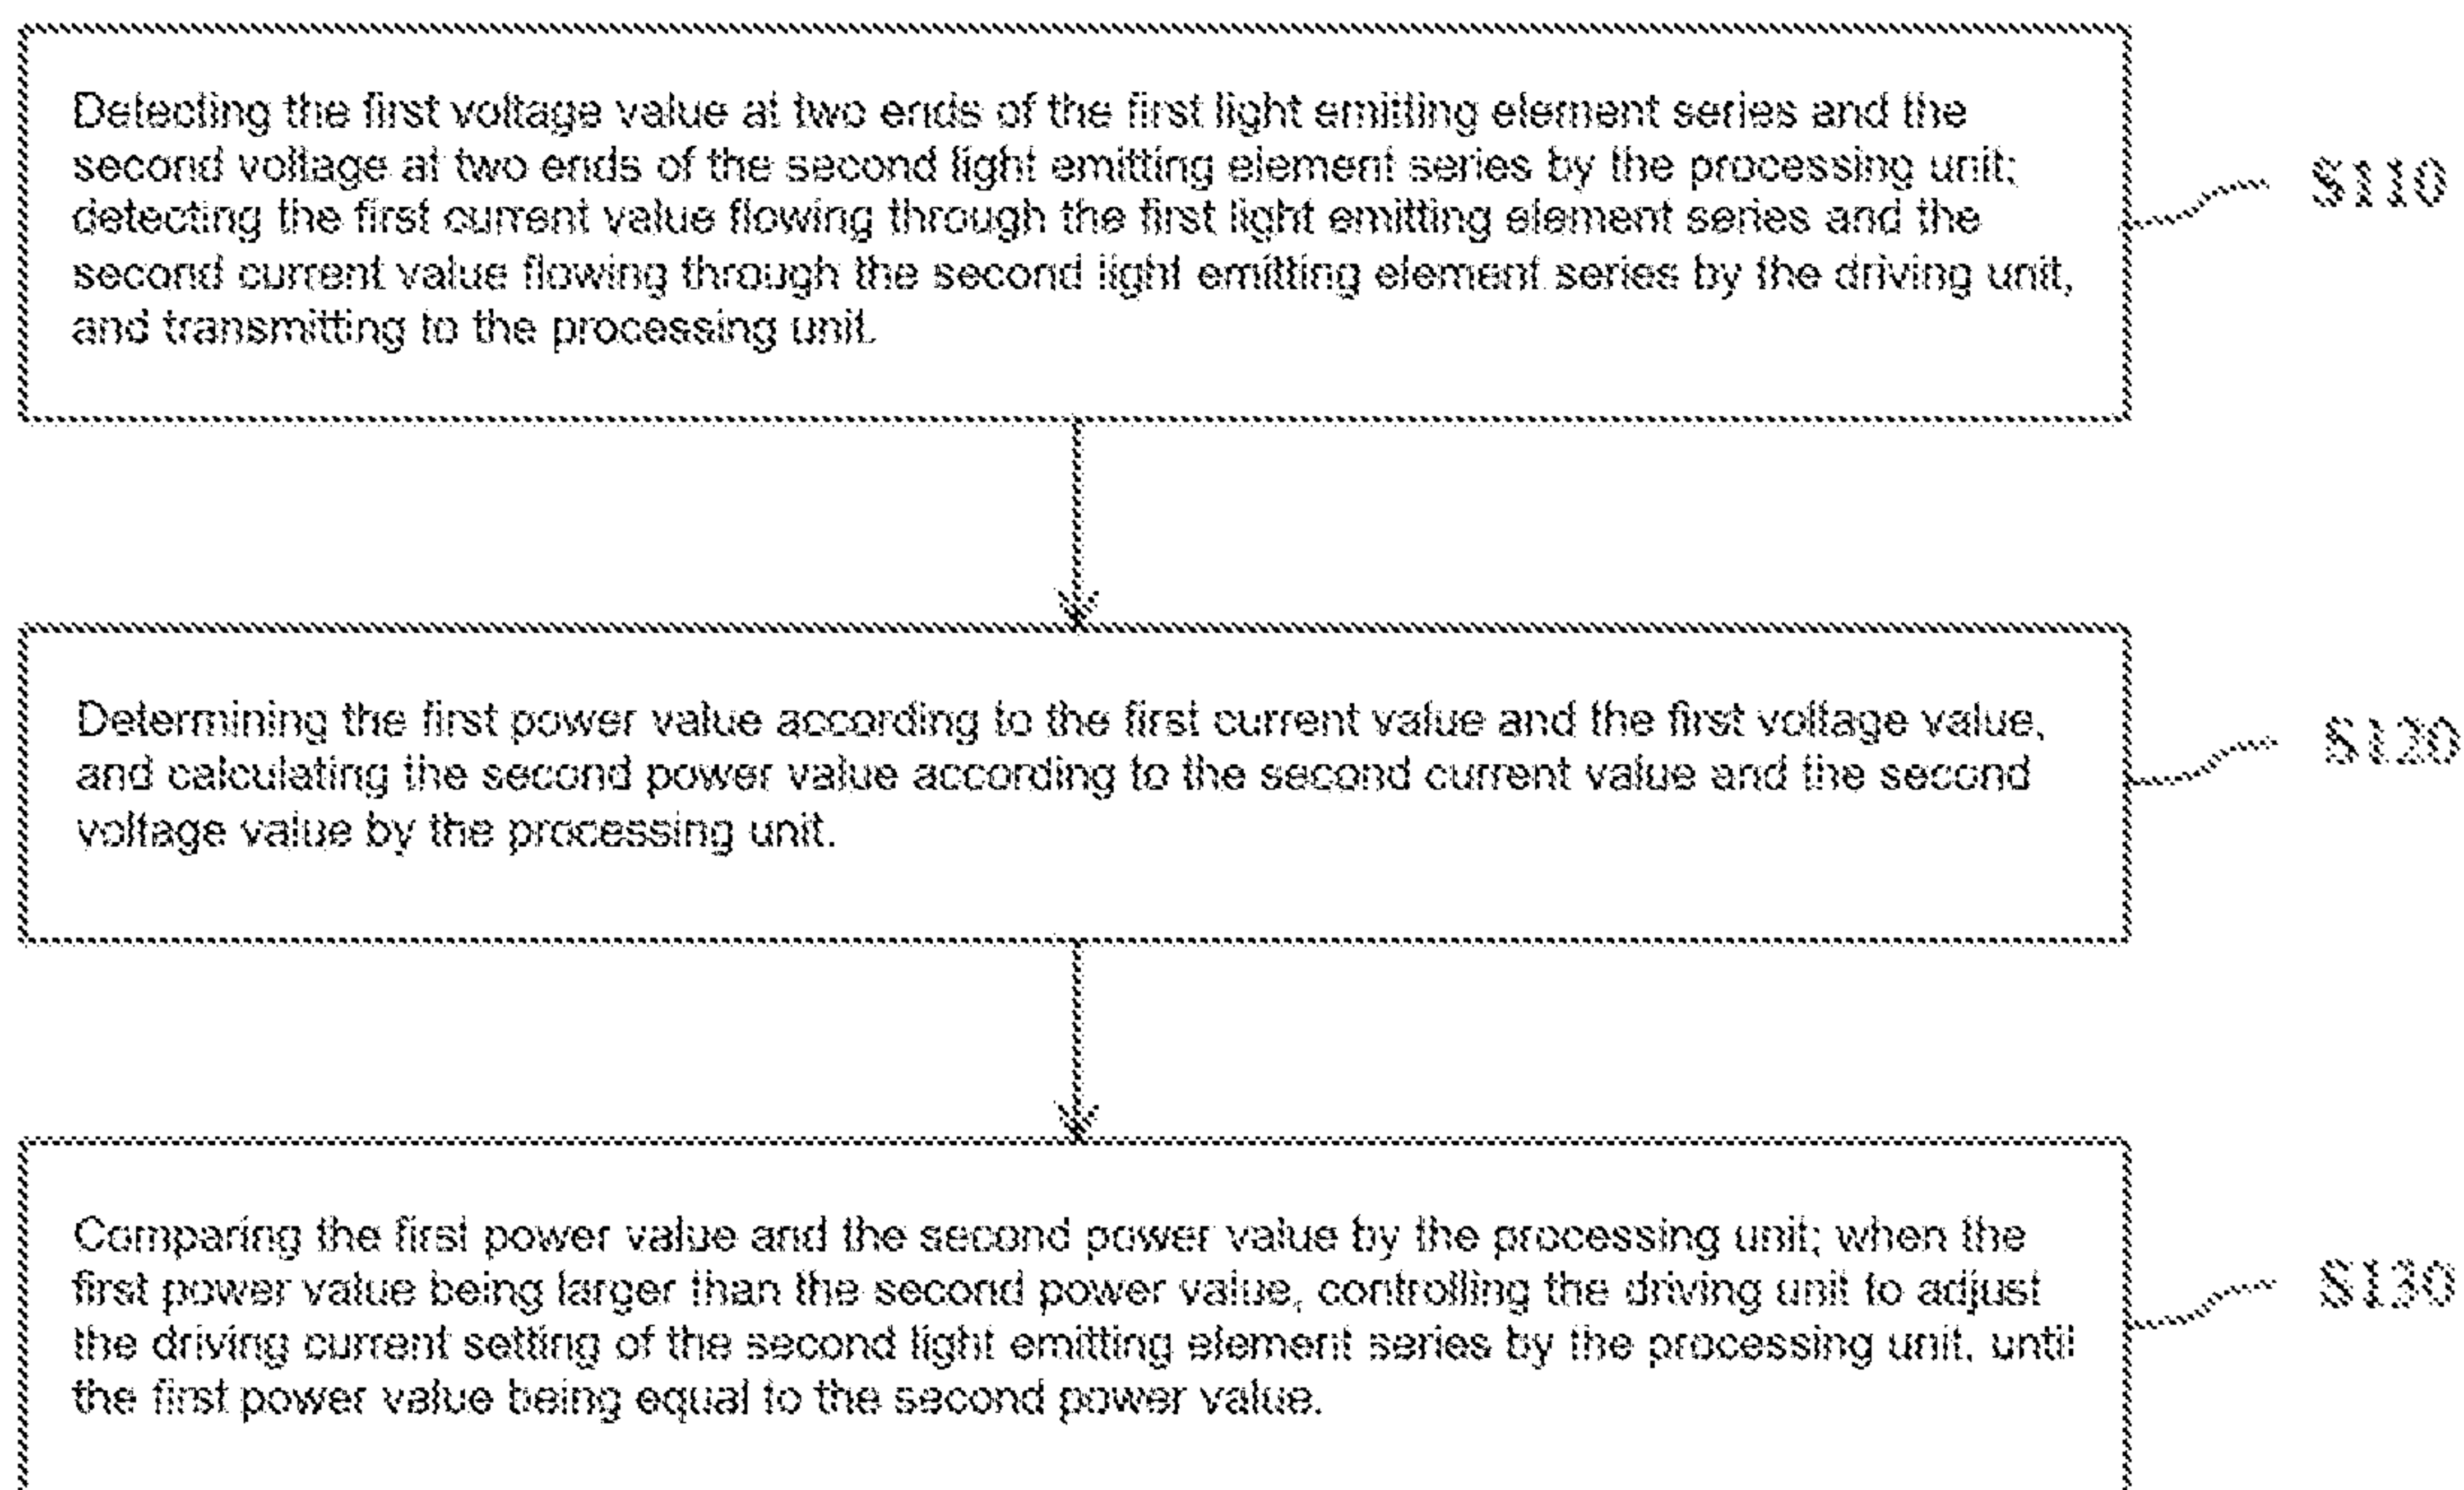 Detecting the first voltage value at two ends of the first light emitting element series and the
second voltage at two ends of the second light emitting element series by the processing unit;
detecting the first current value flowing through the first light emitting element series and the
second current value flowing through the second light emitting element series by the driving unit,
and transmitting to the processing unit.
S110
Determining the first power value according to the first current value and the first voltage value,
and calculating the second power value according to the second current value and the second
voltage value by the processing unit.
S120
Comparing the first power value and the second power value by the processing unit; when the
first power value being larger than the second power value, controlling the driving unit to adjust
the driving current setting of the second light emitting element series by the processing unit, until
the first power value being equal to the second power value.
S130